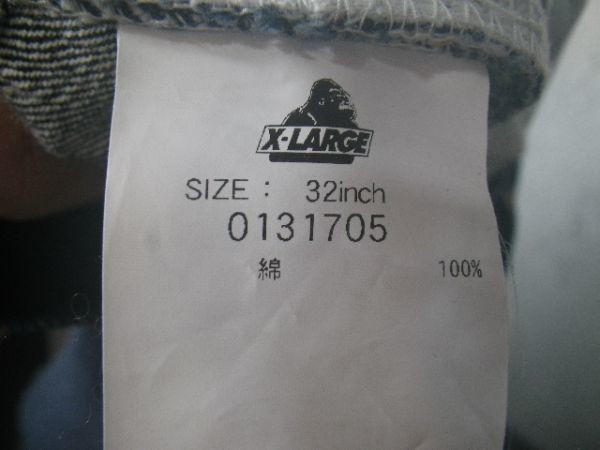 X-LARGE
SIZE : 32inch
0131705
綿 100%